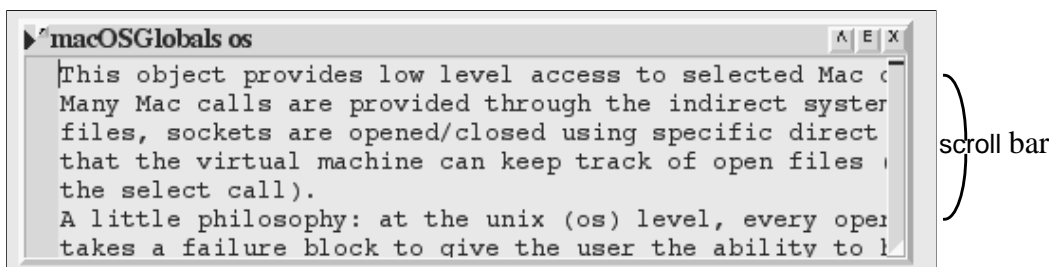 macOSGlobals os
^ E X
This object provides low level access to selected Mac
Many Mac calls are provided through the indirect system
files, sockets are opened/closed using specific direct
that the virtual machine can keep track of open files (
the select call).
A little philosophy: at the unix (os) level, every oper
takes a failure block to give the user the ability to
scroll bar